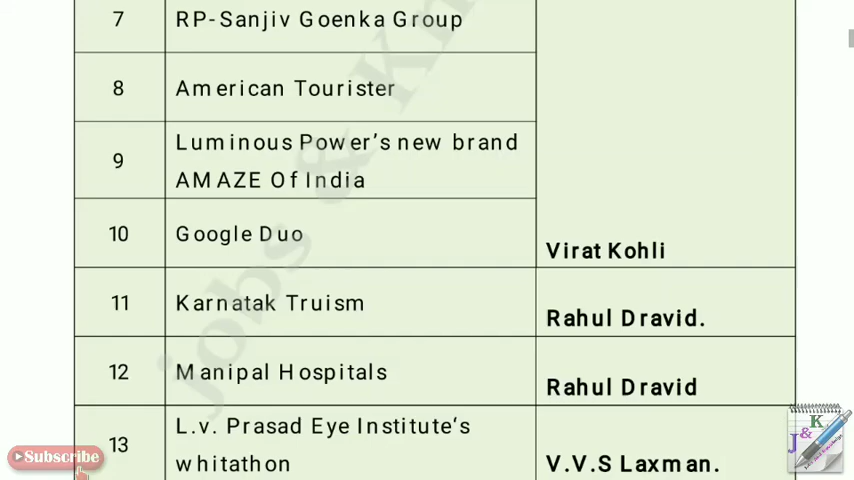 7 RP-Sanjiv Goenka Group
8 American Tourister
9 Luminous Power’s new brand
AMAZE Of India
10 Google Duo
Virat Kohli
11 Karnatak Truism
Rahul Dravid.
12 Manipal Hospitals
Rahul Dravid
13 L.v. Prasad Eye Institute‘s
whitathon
V.V.S Laxman.
Subscribe
J & K
jobs & Kn